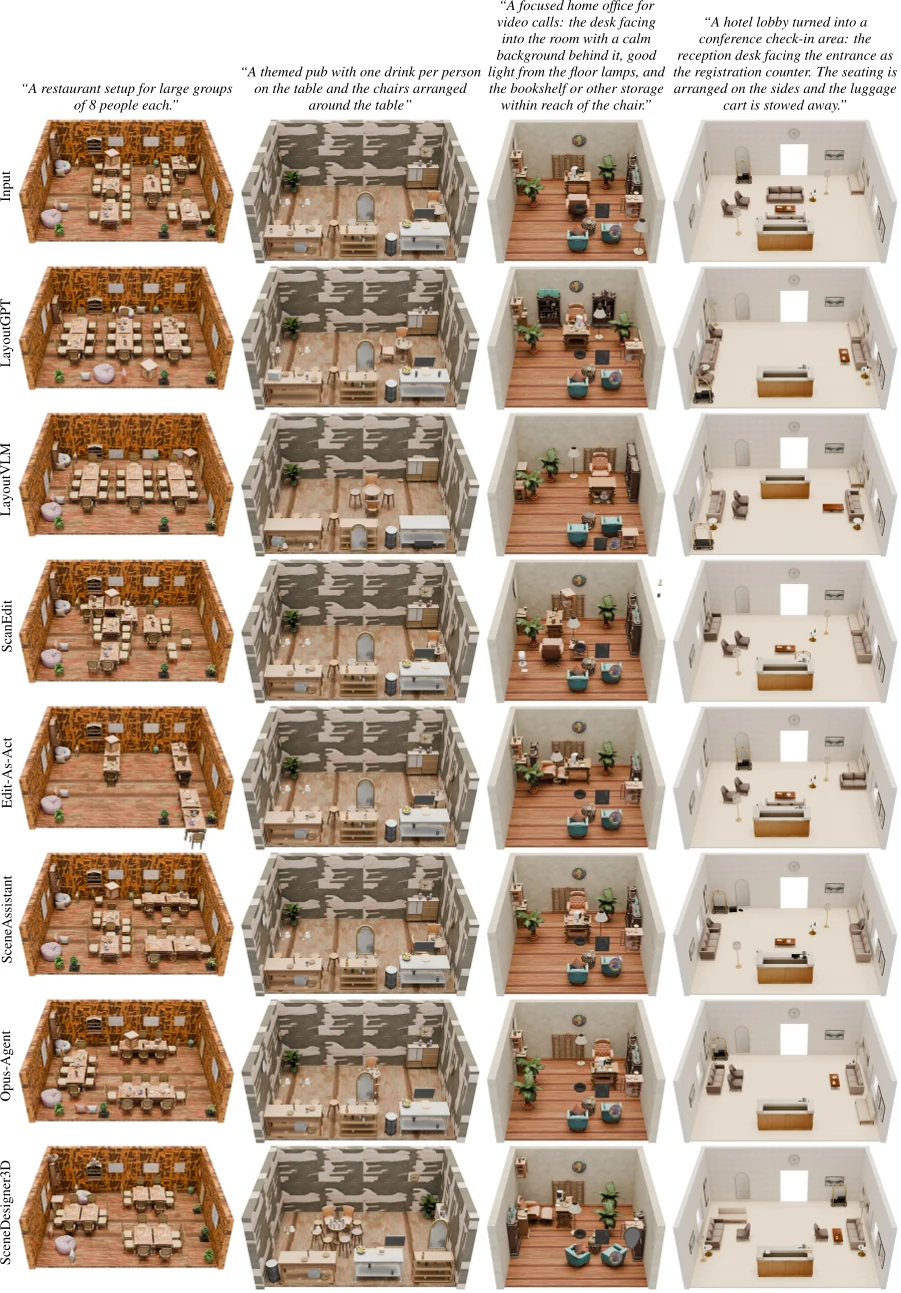 “A restaurant setup for large groups
of 8 people each.”
“A themed pub with one drink per person
on the table and the chairs arranged
around the table”
“A focused home office for
video calls: the desk facing
into the room with a calm
background behind it, good
light from the floor lamps, and
the bookshelf or other storage
within reach of the chair.”
“A hotel lobby turned into a
conference check-in area: the
reception desk facing the entrance as
the registration counter. The seating is
arranged on the sides and the luggage
cart is stowed away.”
Input
LayoutGPT
LayoutVLM
ScanEdit
Edit-As-Act
SceneAssistant
Opus-Agent
SceneDesigner3D